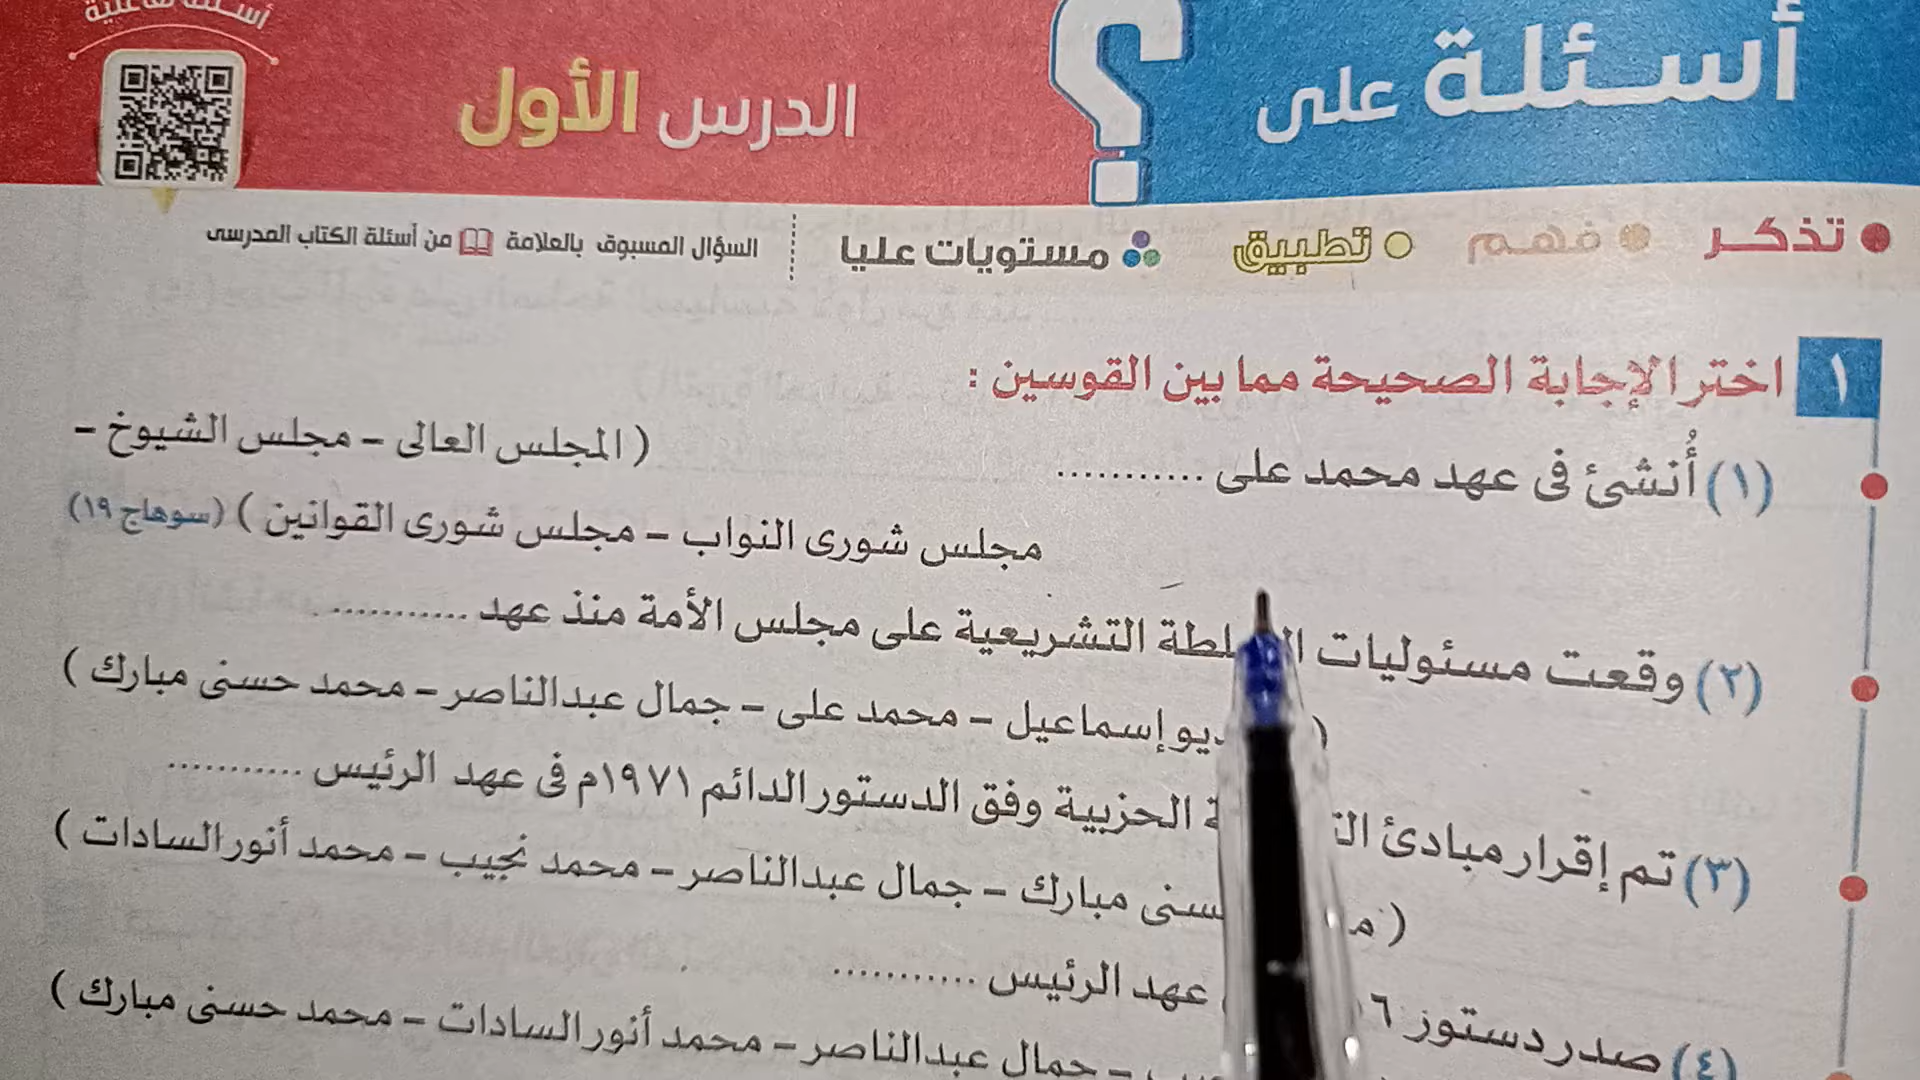 أسئلة على
الدرس الأول
تذكر فهم تطبيق مستويات عليا
السؤال المسبوق بالعلامة من أسئلة الكتاب المدرسى
١ اختر الإجابة الصحيحة مما بين القوسين :
(١) أُنشئ فى عهد محمد على ...........
( المجلس العالى – مجلس الشيوخ –
مجلس شورى النواب – مجلس شورى القوانين ) (سوهاج ١٩)
(٢) وقعت مسئوليات السلطة التشريعية على مجلس الأمة منذ عهد ...........
( إسماعيل – محمد على – جمال عبدالناصر – محمد حسنى مبارك )
(٣) تم إقرار مبادئ الحزبية وفق الدستور الدائم ١٩٧١م فى عهد الرئيس ...........
( مبارك – جمال عبدالناصر – محمد نجيب – محمد أنور السادات )
(٤) صدر دستور عهد الرئيس ...........
– جمال عبدالناصر – محمد أنور السادات – محمد حسنى مبارك )